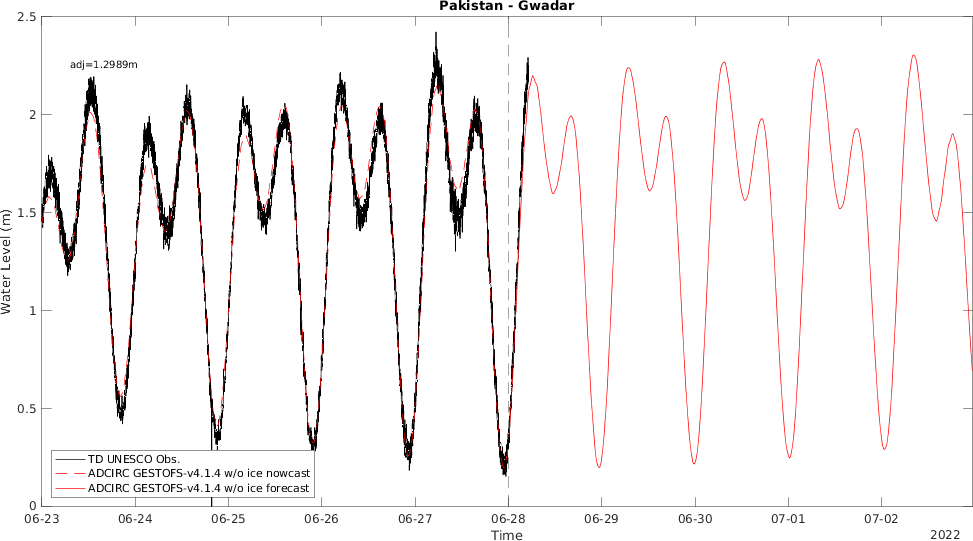 Pakistan - Gwadar
adj=1.2989m
2.5
2
1.5
1
0.5
0
Water Level (m)
TD UNESCO Obs.
ADCIRC GESTOFS-v4.1.4 w/o ice nowcast
ADCIRC GESTOFS-v4.1.4 w/o ice forecast
06-23 06-24 06-25 06-26 06-27 06-28 06-29 06-30 07-01 07-02
Time
2022